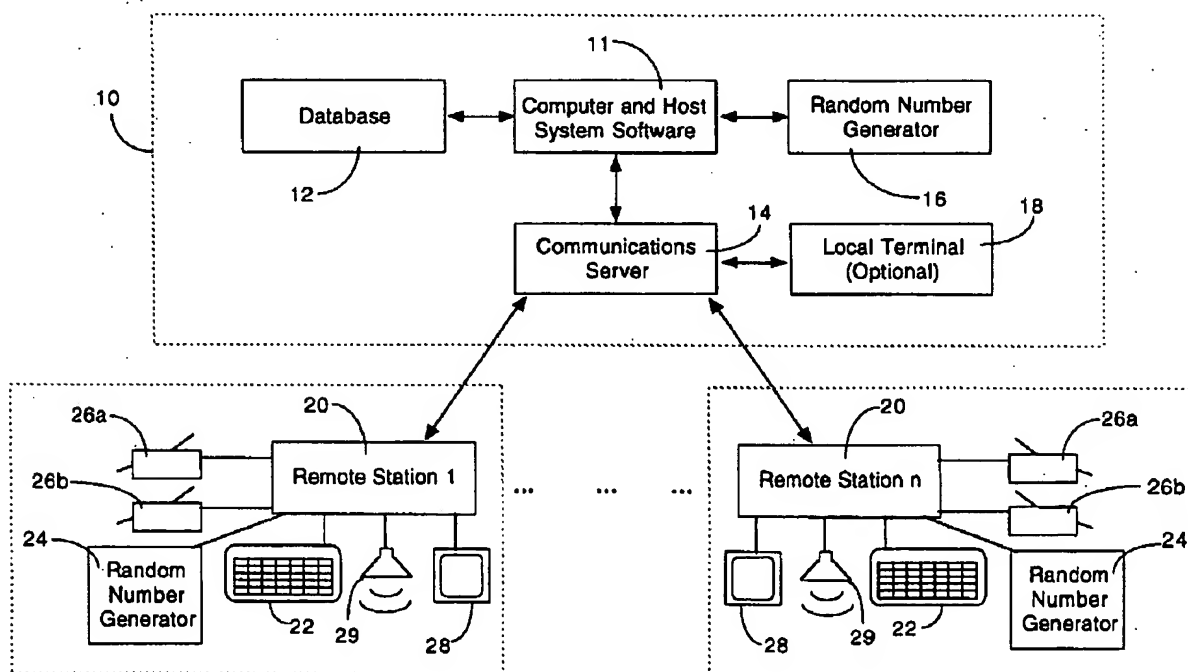 11
10
Database
Computer and Host
System Software
Random Number
Generator
12
16
14
18
Communications
Server
Local Terminal
(Optional)
26a
20
20
26a
26b
Remote Station 1
... ... ...
Remote Station n
26b
24
24
Random
Number
Generator
22
29
28
28
29
22
Random
Number
Generator